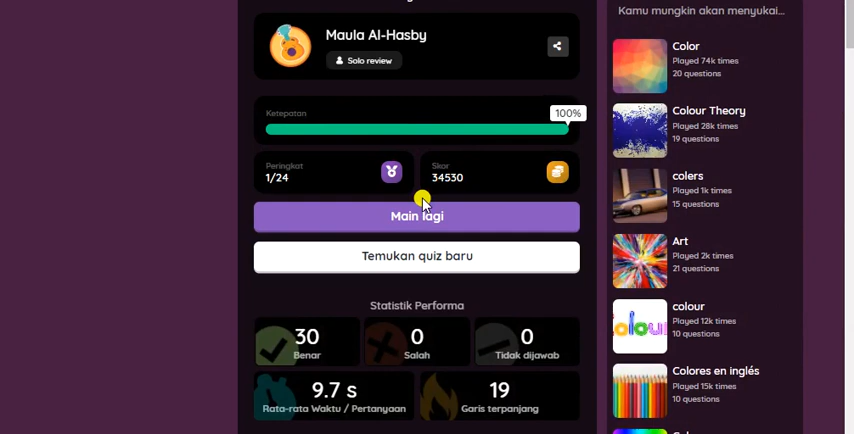 Maula Al-Hasby
Solo review
Ketepatan
100%
Peringkat
1/24
Skor
34530
Main lagi
Temukan quiz baru
Statistik Performa
30
Benar
0
Salah
0
Tidak dijawab
9.7 s
Rata-rata Waktu / Pertanyaan
19
Garis terpanjang
Kamu mungkin akan menyukai...
Color
Played 74k times
20 questions
Colour Theory
Played 28k times
19 questions
colers
Played 1k times
15 questions
Art
Played 2k times
21 questions
colour
Played 12k times
10 questions
Colores en inglés
Played 15k times
10 questions